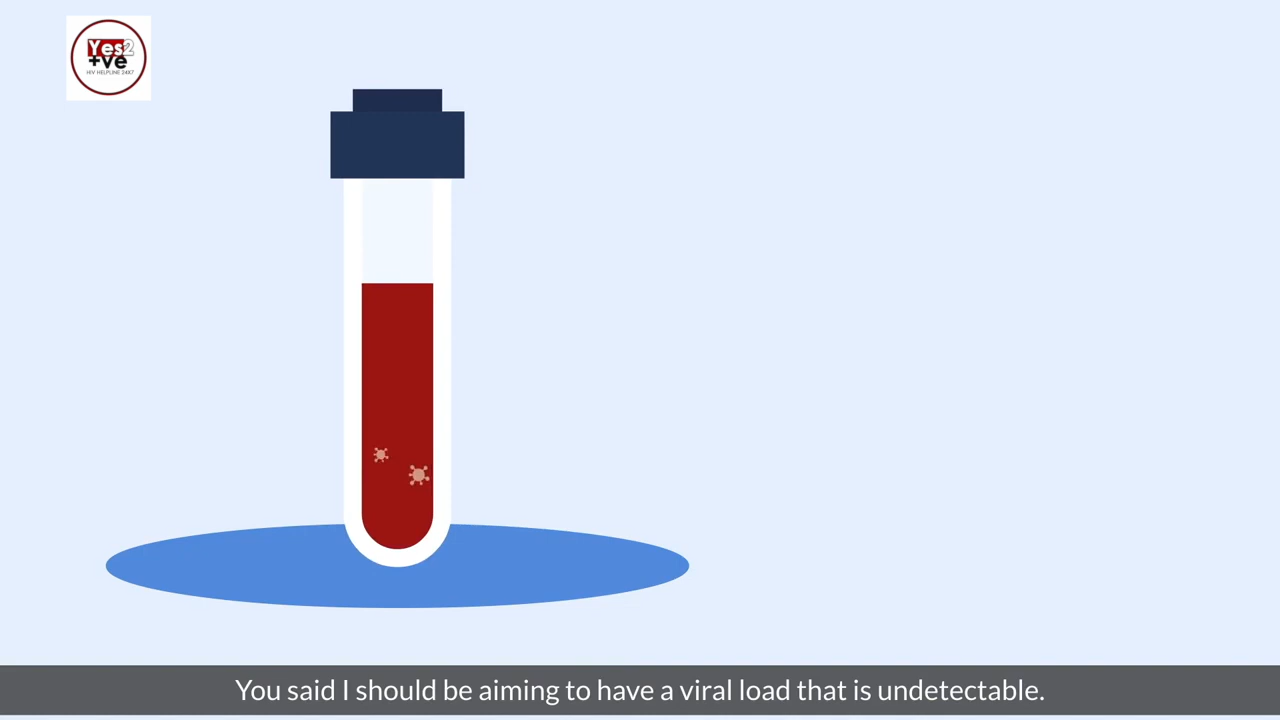 Yes2
+ve
HIV HELPLINE 24X7
You said I should be aiming to have a viral load that is undetectable.